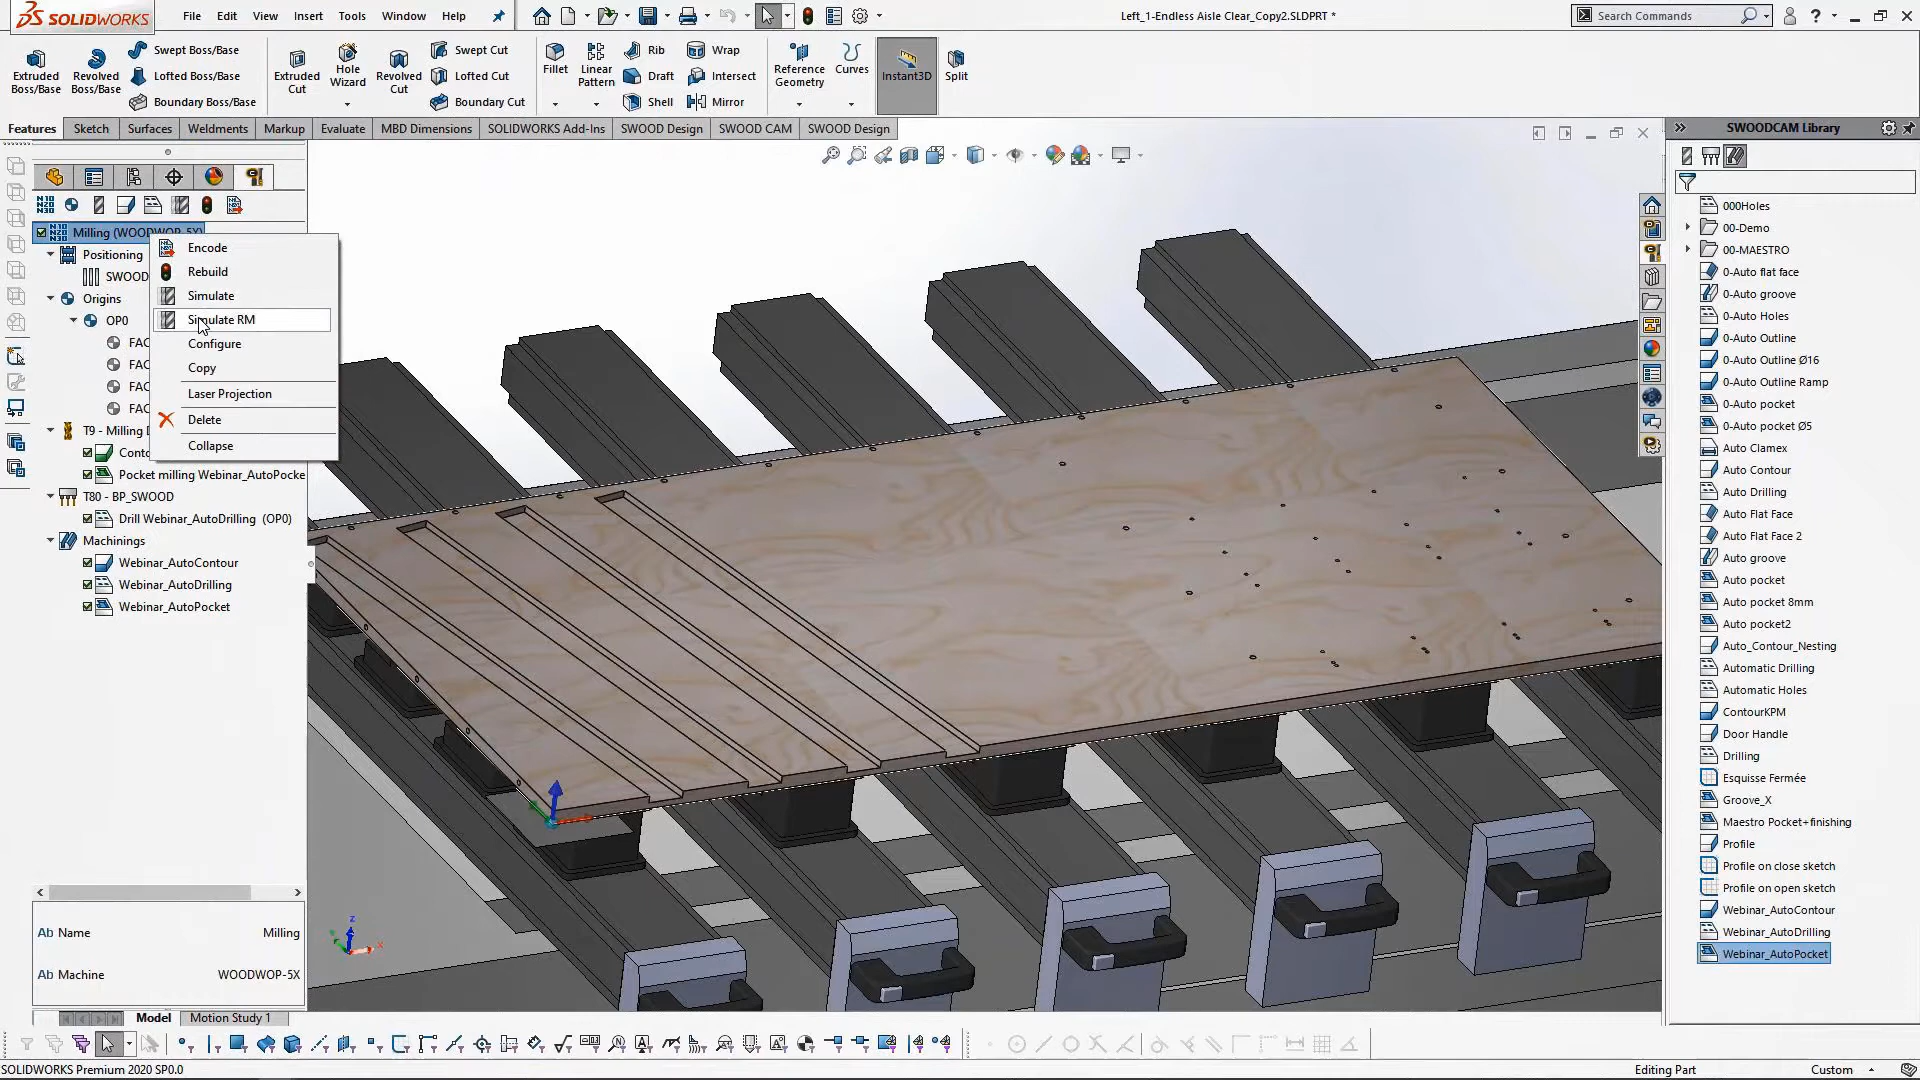 SOLIDWORKS
File Edit View Insert Tools Window Help
Left_1-Endless Aisle Clear_Copy2.SLDPRT *
Search Commands
Extruded Boss/Base
Revolved Boss/Base
Swept Boss/Base
Lofted Boss/Base
Boundary Boss/Base
Extruded Cut
Hole Wizard
Revolved Cut
Swept Cut
Lofted Cut
Boundary Cut
Fillet
Linear Pattern
Rib
Draft
Shell
Wrap
Intersect
Mirror
Reference Geometry
Curves
Instant3D
Split
Features Sketch Surfaces Weldments Markup Evaluate MBD Dimensions SOLIDWORKS Add-Ins SWOOD Design SWOOD CAM SWOOD Design
Milling (WOODWOP-5X)
Positioning
SWOOD
Origins
OP0
FAC
FAC
FAC
FAC
T9 - Milling
Conto
Pocket milling Webinar_AutoPocke
T80 - BP_SWOOD
Drill Webinar_AutoDrilling (OP0)
Machinings
Webinar_AutoContour
Webinar_AutoDrilling
Webinar_AutoPocket
Encode
Rebuild
Simulate
Simulate RM
Configure
Copy
Laser Projection
Delete
Collapse
Ab Name Milling
Ab Machine WOODWOP-5X
SWOODCAM Library
000Holes
00-Demo
00-MAESTRO
0-Auto flat face
0-Auto groove
0-Auto Holes
0-Auto Outline
0-Auto Outline Ø16
0-Auto Outline Ramp
0-Auto pocket
0-Auto pocket Ø5
Auto Clamex
Auto Contour
Auto Drilling
Auto Flat Face
Auto Flat Face 2
Auto groove
Auto pocket
Auto pocket 8mm
Auto pocket2
Auto_Contour_Nesting
Automatic Drilling
Automatic Holes
ContourKPM
Door Handle
Drilling
Esquisse Fermée
Groove_X
Maestro Pocket+finishing
Profile
Profile on close sketch
Profile on open sketch
Webinar_AutoContour
Webinar_AutoDrilling
Webinar_AutoPocket
z
x
Model Motion Study 1
SOLIDWORKS Premium 2020 SP0.0
Editing Part
Custom